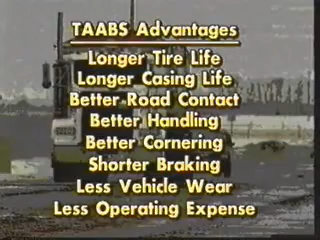 TAABS Advantages
Longer Tire Life
Longer Casing Life
Better Road Contact
Better Handling
Better Cornering
Shorter Braking
Less Vehicle Wear
Less Operating Expense